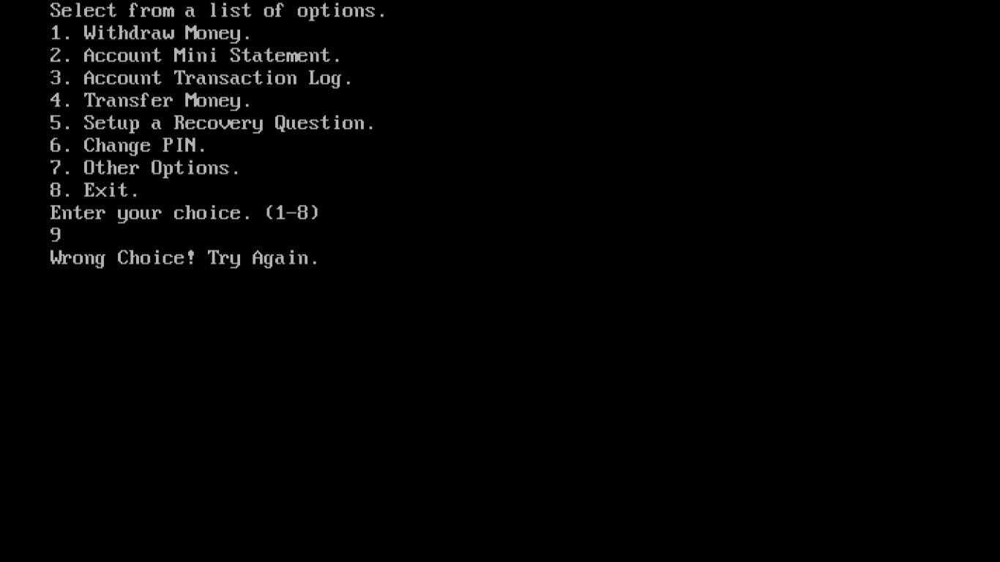 Select from a list of options.
1. Withdraw Money.
2. Account Mini Statement.
3. Account Transaction Log.
4. Transfer Money.
5. Setup a Recovery Question.
6. Change PIN.
7. Other Options.
8. Exit.
Enter your choice. (1-8)
9
Wrong Choice! Try Again.